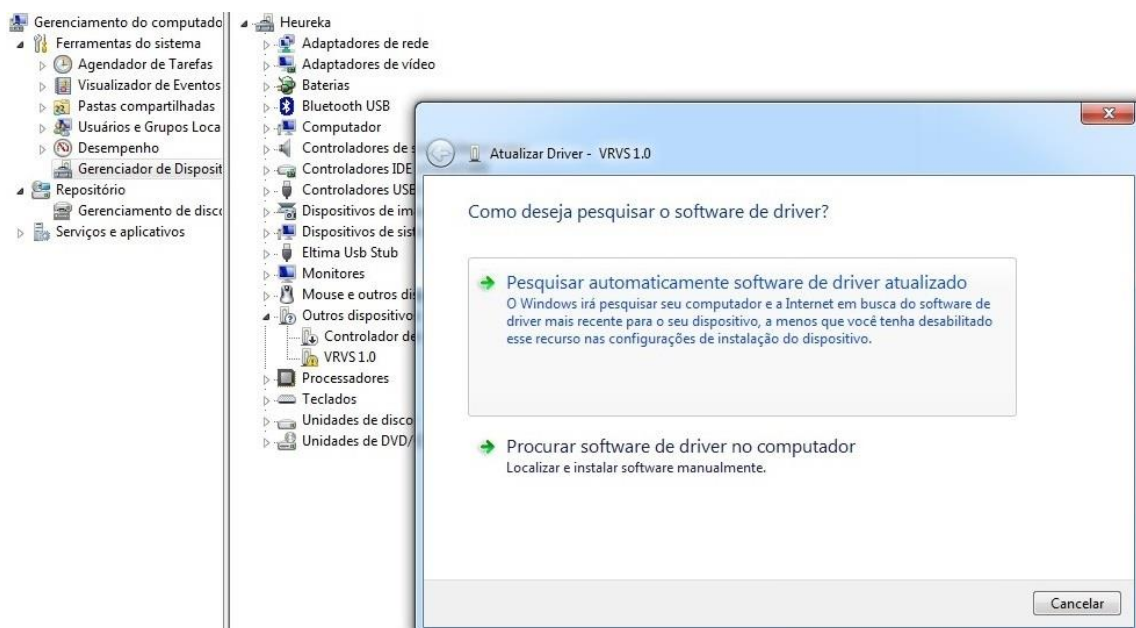 Gerenciamento do computado
Ferramentas do sistema
Agendador de Tarefas
Visualizador de Eventos
Pastas compartilhadas
Usuários e Grupos Loca
Desempenho
Gerenciador de Disposit
Repositório
Gerenciamento de disco
Serviços e aplicativos
Heureka
Adaptadores de rede
Adaptadores de vídeo
Baterias
Bluetooth USB
Computador
Controladores de s
Controladores IDE
Controladores USB
Dispositivos de im
Dispositivos de sist
Eltima Usb Stub
Monitores
Mouse e outros dis
Outros dispositivo
Controlador de
VRVS 1.0
Processadores
Teclados
Unidades de disco
Unidades de DVD/
Atualizar Driver - VRVS 1.0
Como deseja pesquisar o software de driver?
Pesquisar automaticamente software de driver atualizado
O Windows irá pesquisar seu computador e a Internet em busca do software de
driver mais recente para o seu dispositivo, a menos que você tenha desabilitado
esse recurso nas configurações de instalação do dispositivo.
Procurar software de driver no computador
Localizar e instalar software manualmente.
Cancelar